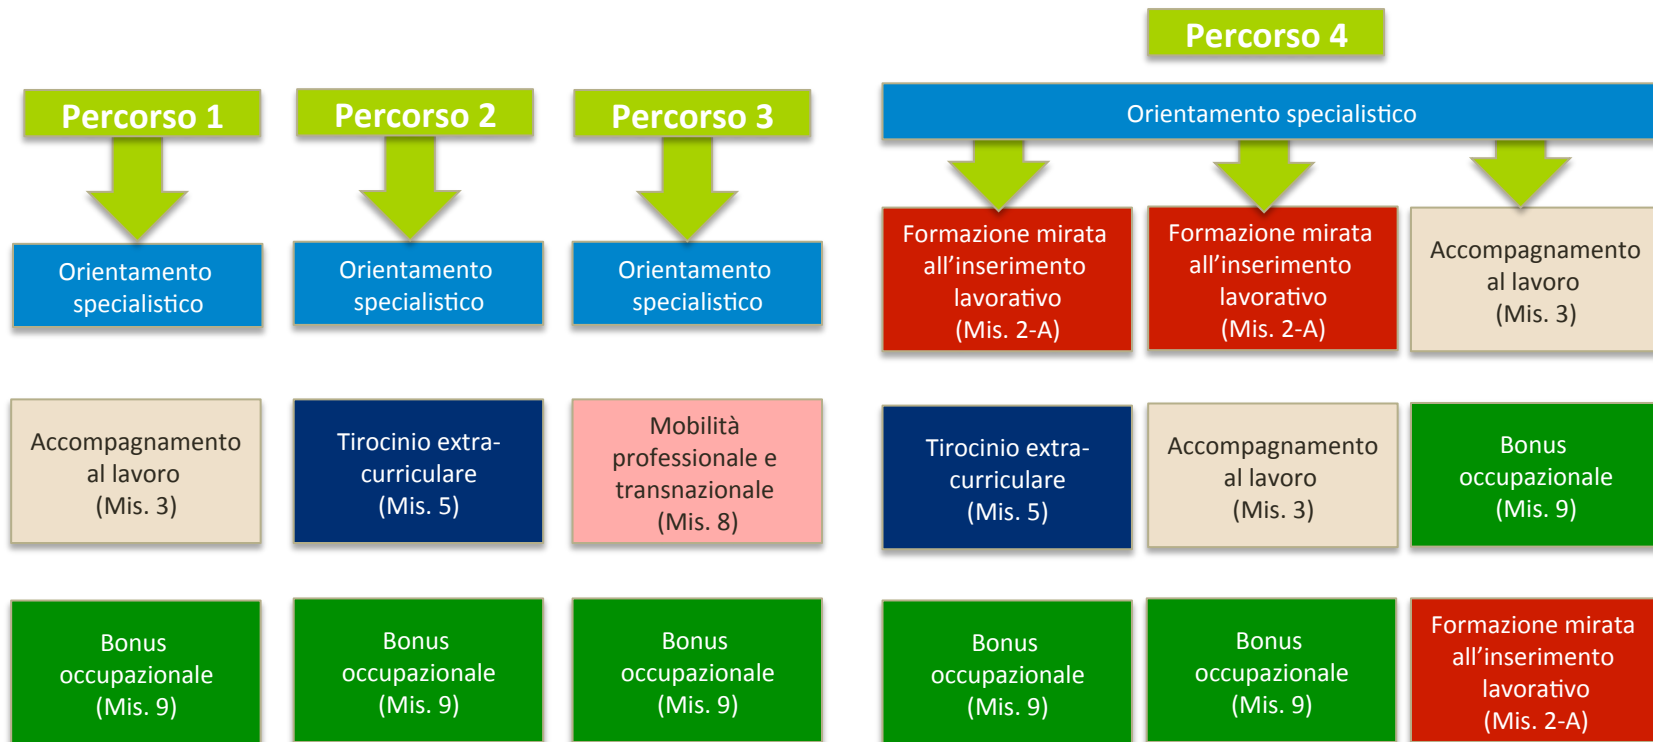 Percorso 1
Orientamento
specialistico
Accompagnamento
al lavoro
(Mis. 3)
Bonus
occupazionale
(Mis. 9)
Percorso 2
Orientamento
specialistico
Tirocinio extra-
curriculare
(Mis. 5)
Bonus
occupazionale
(Mis. 9)
Percorso 3
Orientamento
specialistico
Mobilità
professionale e
transnazionale
(Mis. 8)
Bonus
occupazionale
(Mis. 9)
Percorso 4
Orientamento specialistico
Formazione mirata
all’inserimento
lavorativo
(Mis. 2-A)
Tirocinio extra-
curriculare
(Mis. 5)
Bonus
occupazionale
(Mis. 9)
Formazione mirata
all’inserimento
lavorativo
(Mis. 2-A)
Accompagnamento
al lavoro
(Mis. 3)
Bonus
occupazionale
(Mis. 9)
Accompagnamento
al lavoro
(Mis. 3)
Bonus
occupazionale
(Mis. 9)
Formazione mirata
all’inserimento
lavorativo
(Mis. 2-A)